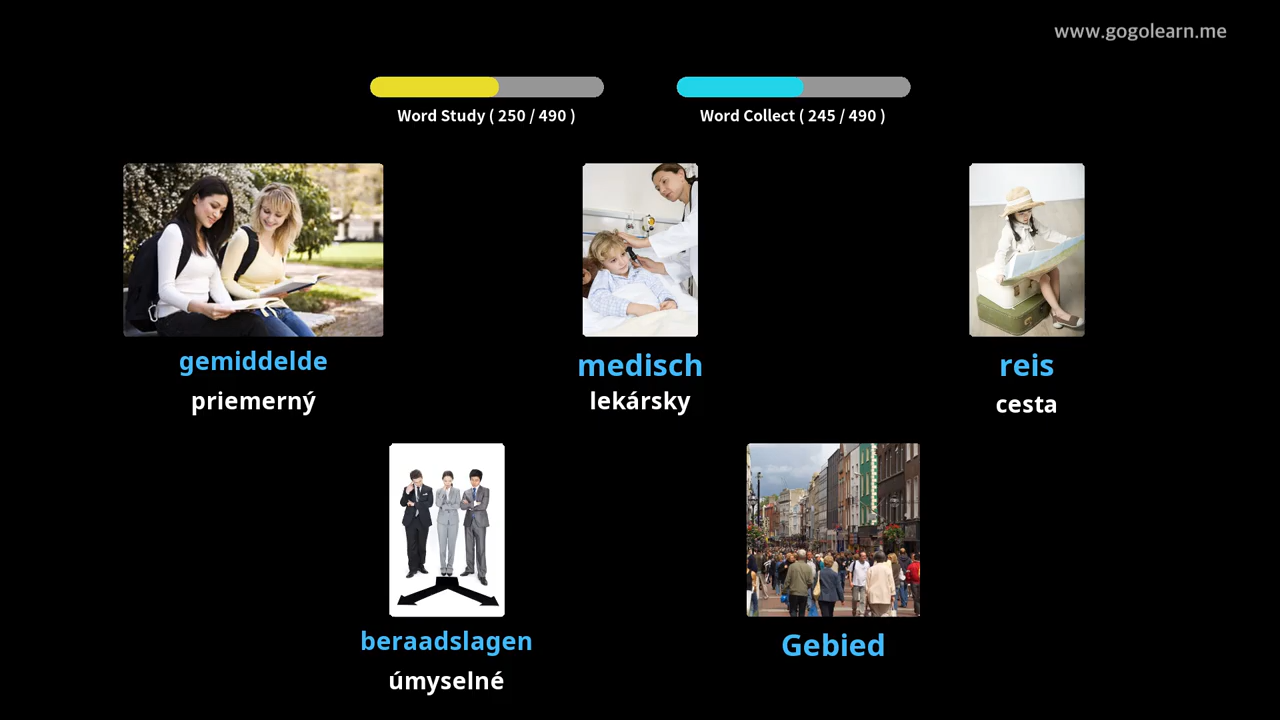 www.gogolearn.me
Word Study ( 250 / 490 )
Word Collect ( 245 / 490 )
gemiddelde
priemerný
medisch
lekársky
reis
cesta
beraadslagen
úmyselné
Gebied